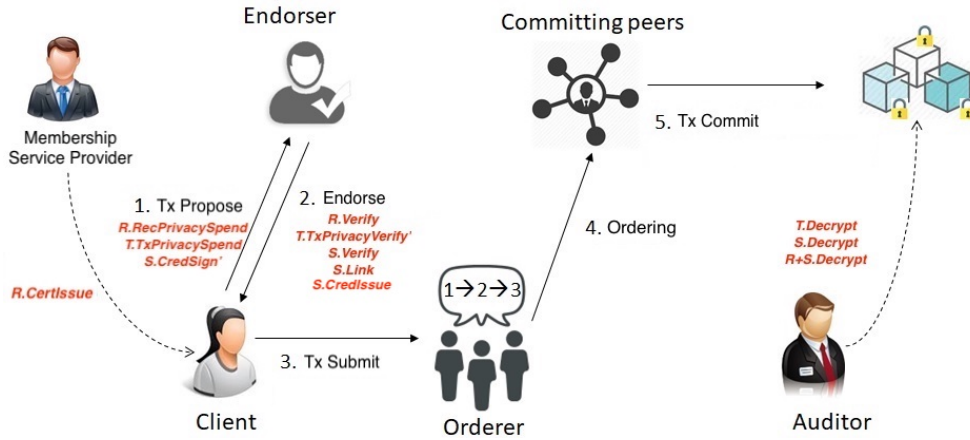 Endorser
Committing peers
Membership
Service Provider
5. Tx Commit
1. Tx Propose
R.RecPrivacySpend
T.TxPrivacySpend
S.CredSign'
2. Endorse
R.Verify
T.TxPrivacyVerify'
S.Verify
S.Link
S.CredIssue
4. Ordering
T.Decrypt
S.Decrypt
R+S.Decrypt
R.CertIssue
1→2→3
3. Tx Submit
Client
Orderer
Auditor